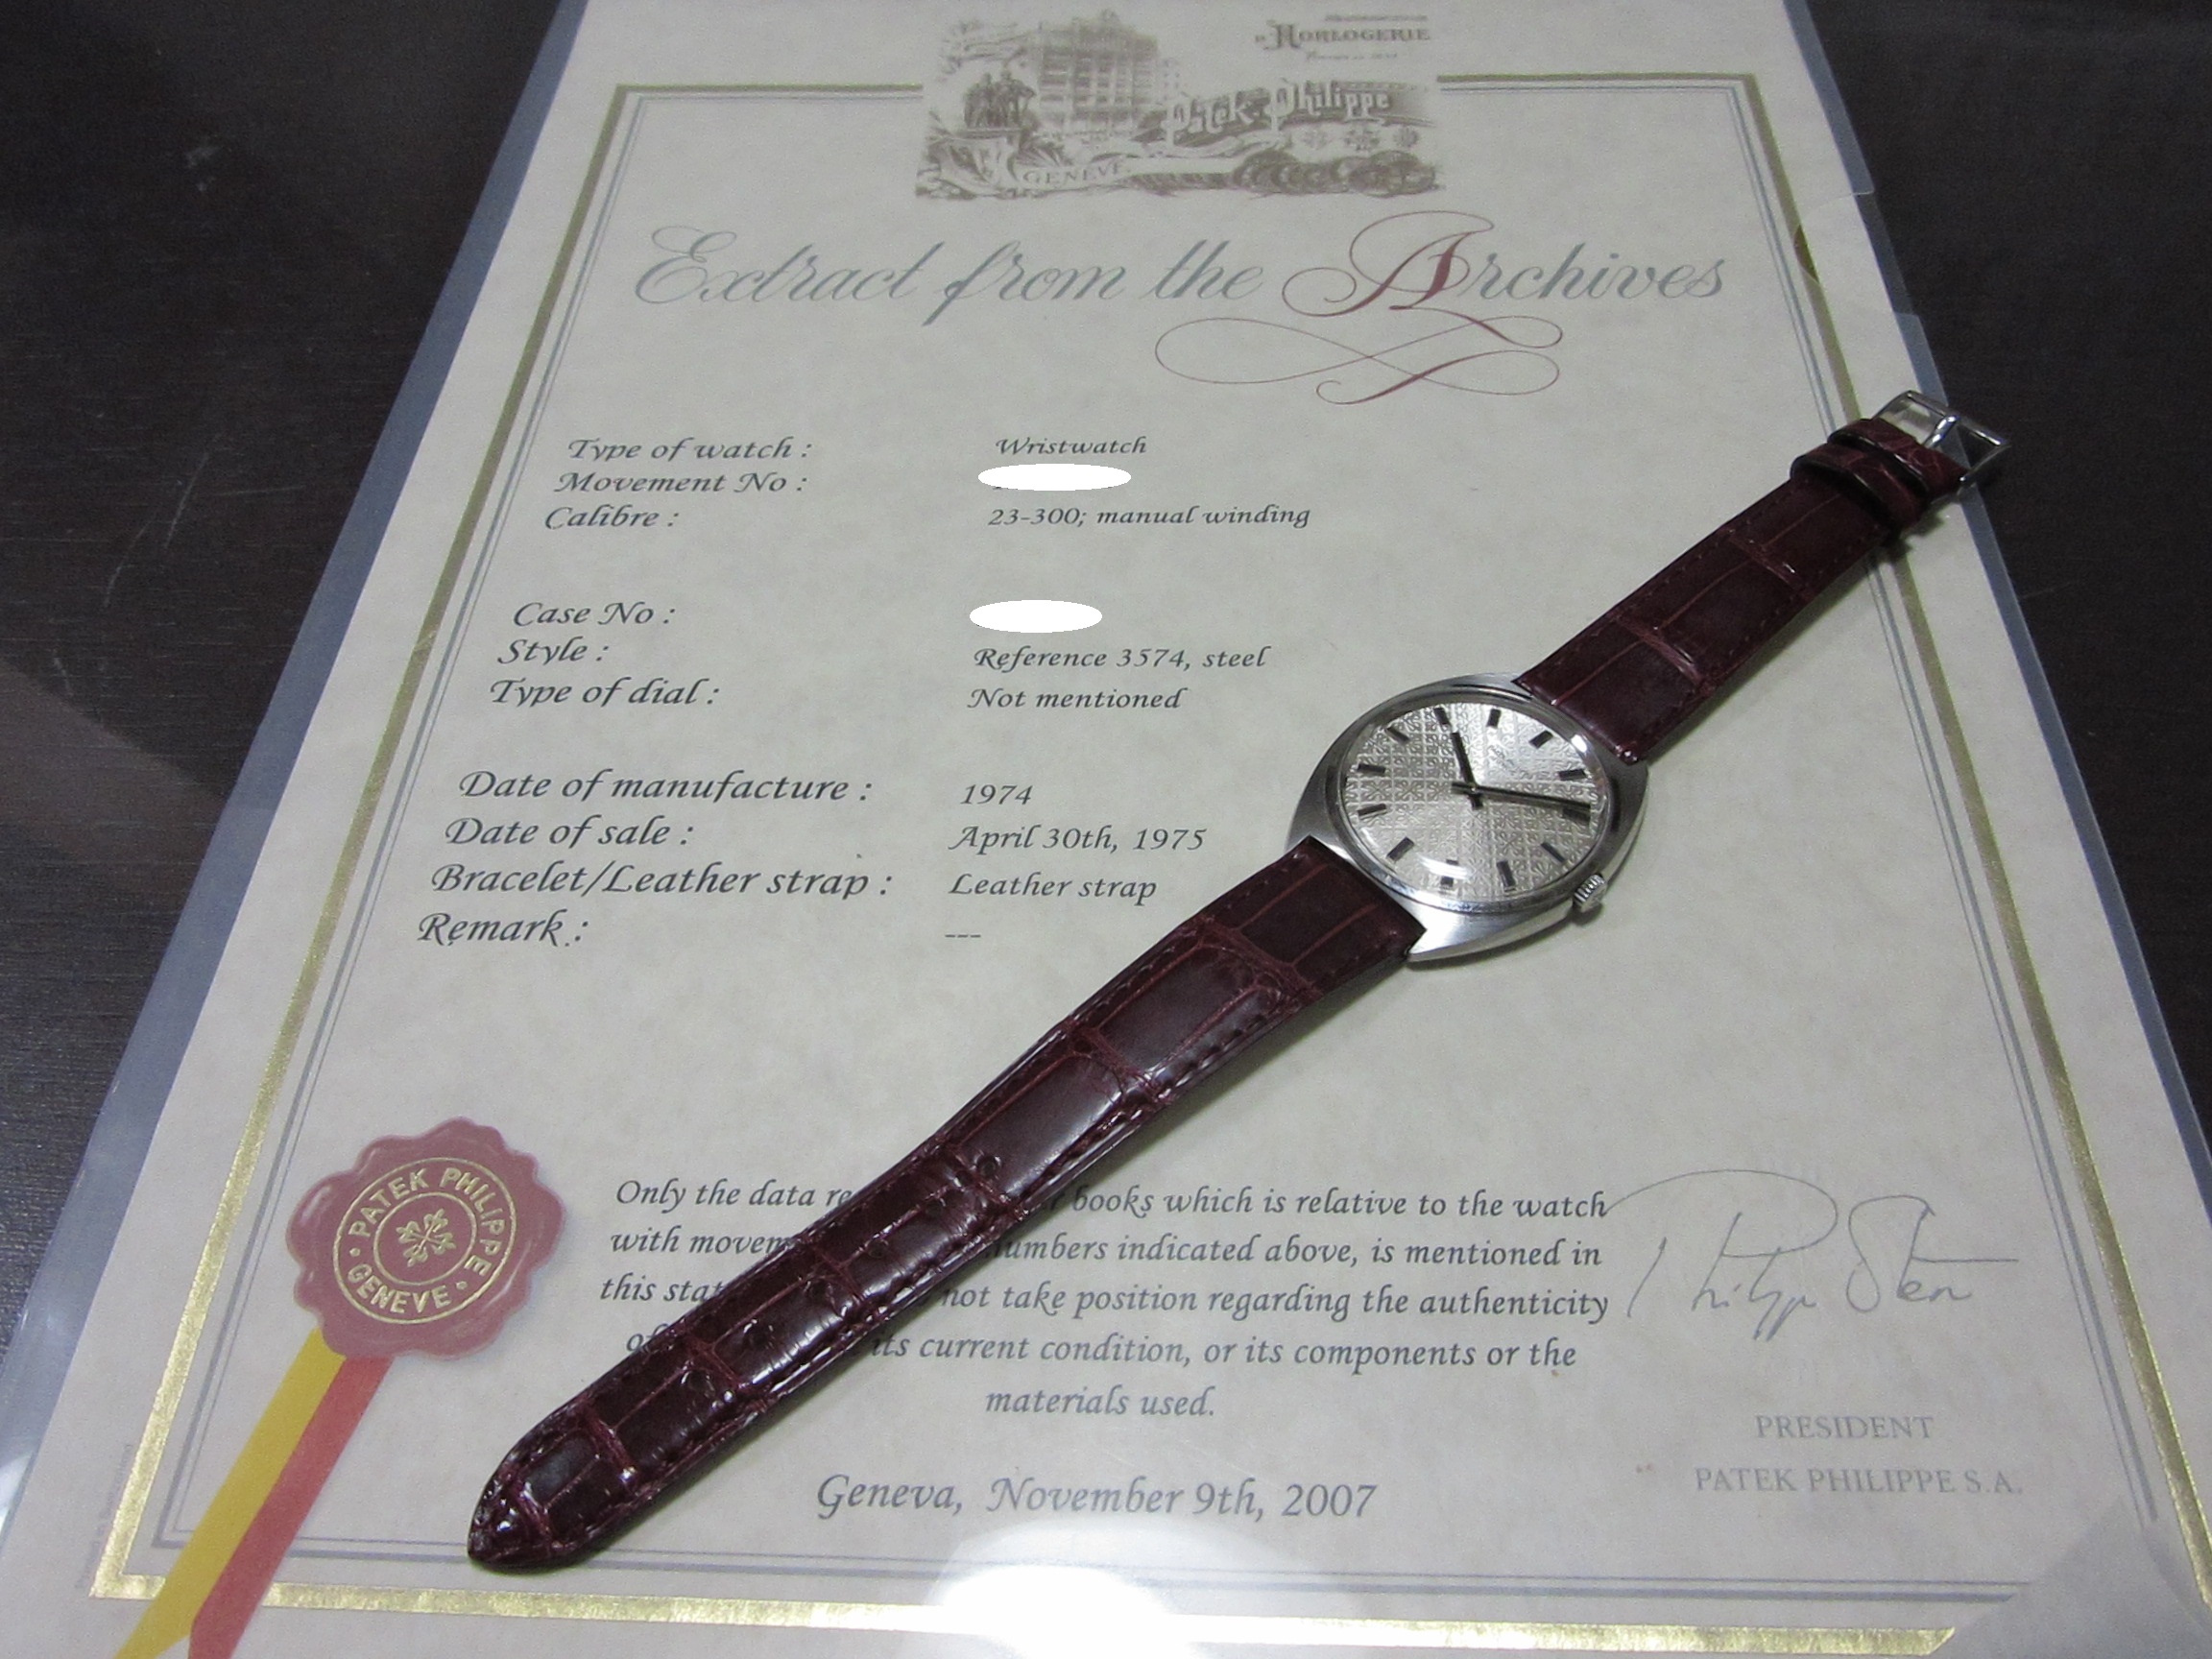 D'HORLOGERIE
Patek Philippe
GENÈVE
Extract from the Archives
Type of watch : Wristwatch
Movement No :
Calibre : 23-300; manual winding
Case No :
Style : Reference 3574, steel
Type of dial : Not mentioned
Date of manufacture : 1974
Date of sale : April 30th, 1975
Bracelet/Leather strap : Leather strap
Remark : ---
Only the data books which is relative to the watch
with numbers indicated above, is mentioned in
this not take position regarding the authenticity
its current condition, or its components or the
materials used.
PATEK PHILIPPE
GENEVE
Philippe Stern
PRESIDENT
PATEK PHILIPPE S.A.
Geneva, November 9th, 2007